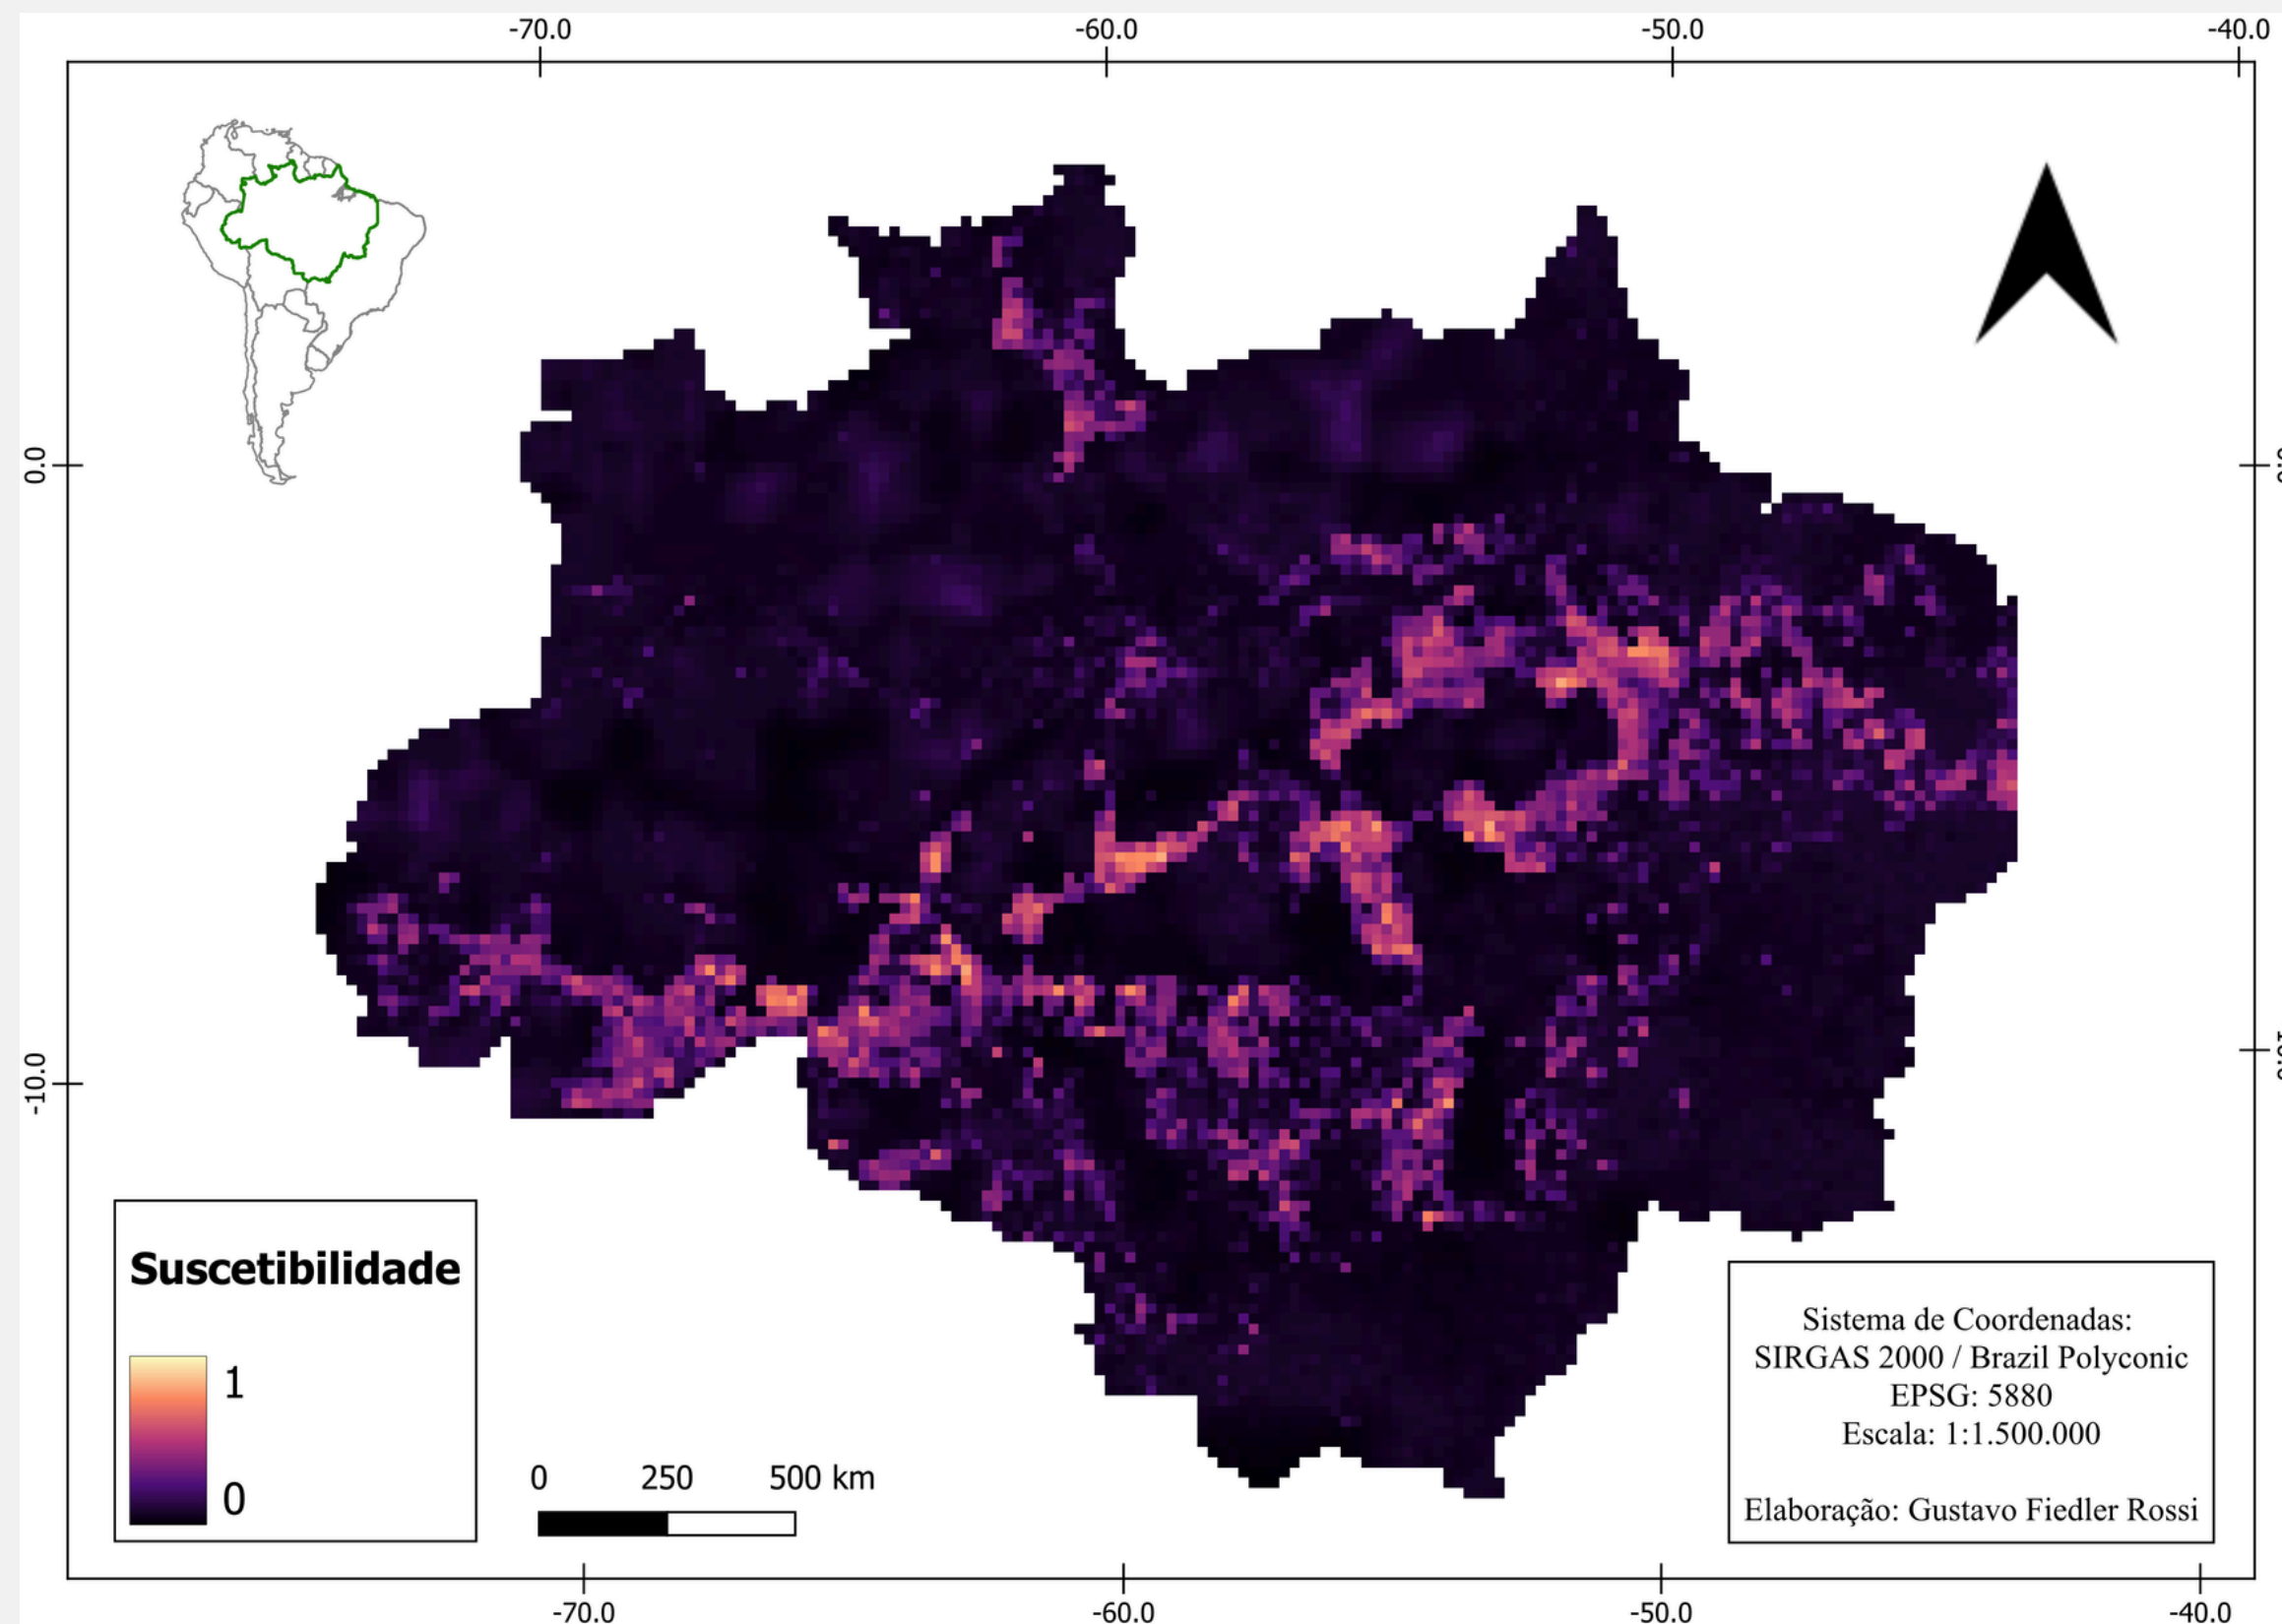 -70.0
-60.0
-50.0
-40.0
0.0
-10.0
Suscetibilidade
1
0
0
250
500 km
Sistema de Coordenadas:
SIRGAS 2000 / Brazil Polyconic
EPSG: 5880
Escala: 1:1.500.000
Elaboração: Gustavo Fiedler Rossi
-70.0
-60.0
-50.0
-40.0